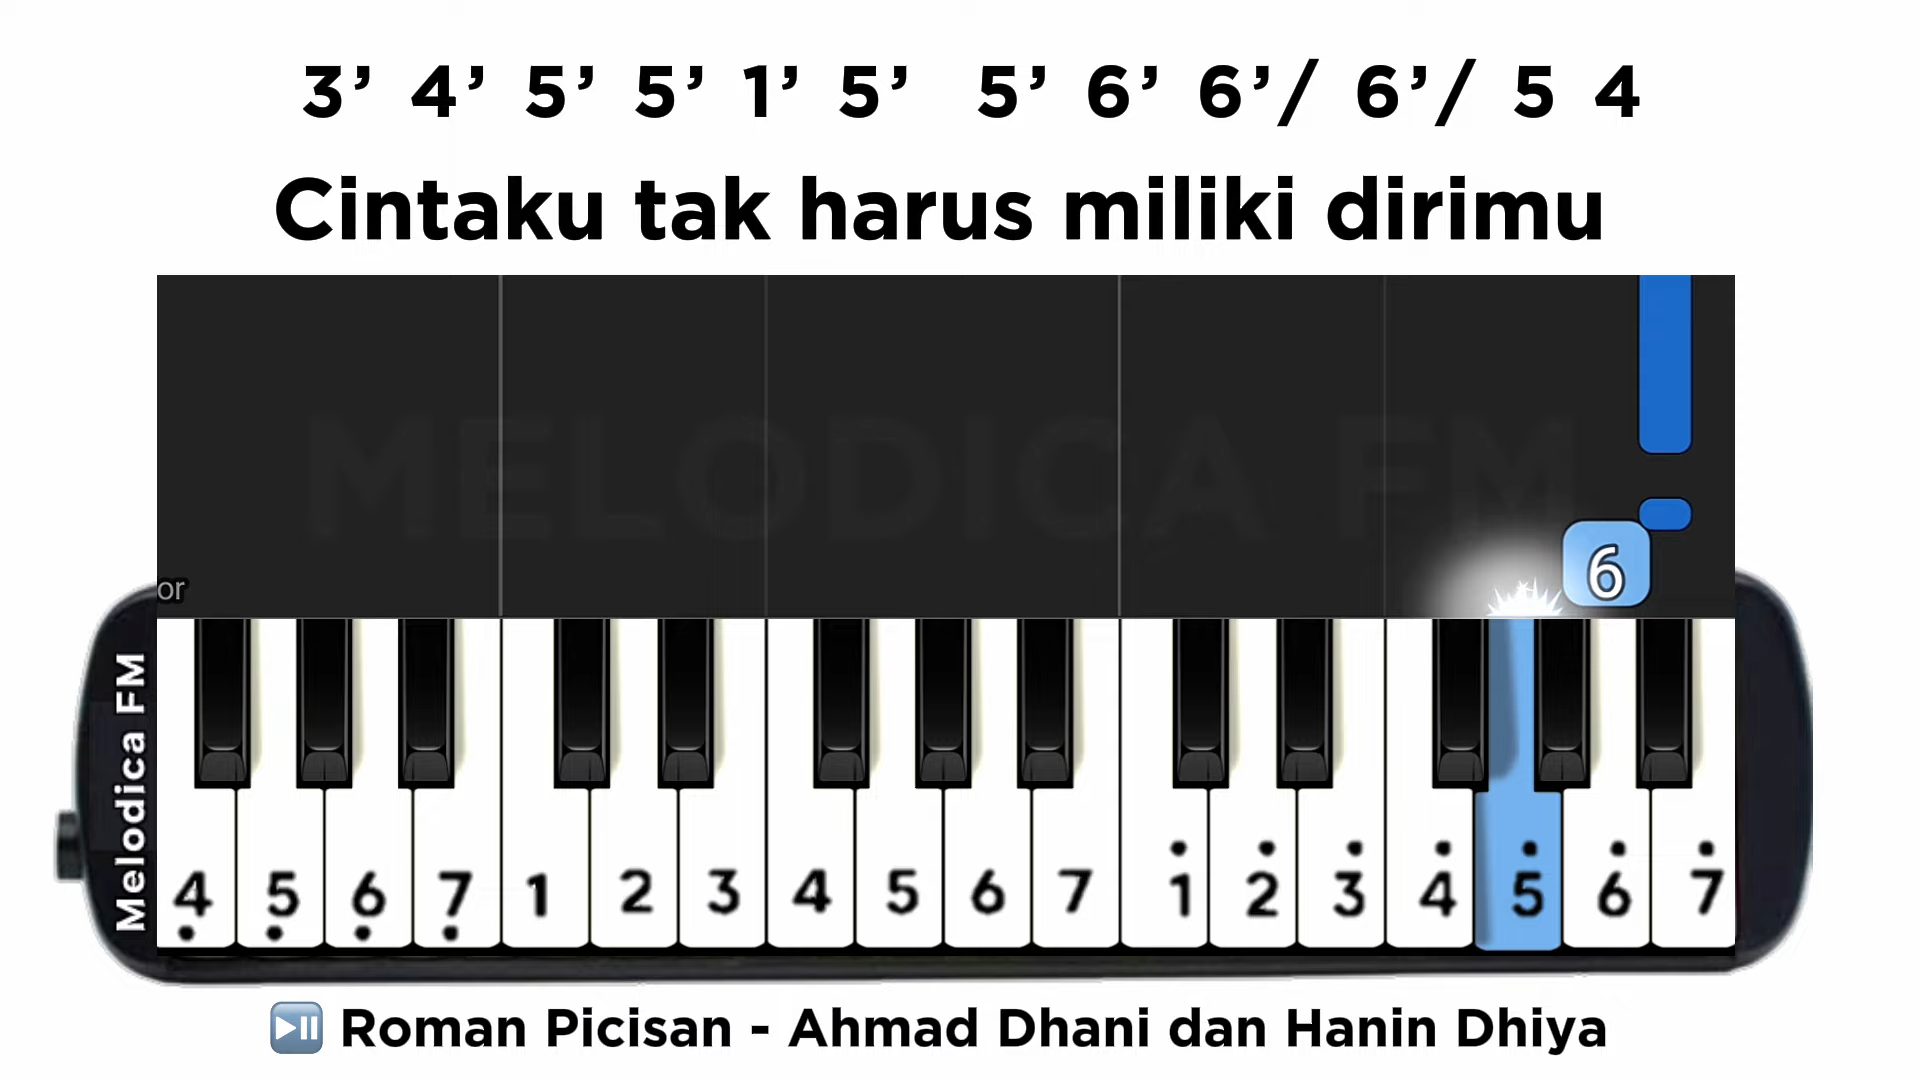 3’ 4’ 5’ 5’ 1’ 5’ 5’ 6’ 6’/ 6’/ 5 4
Cintaku tak harus miliki dirimu
MELODICA FM
6
or
Melodica FM
4 5 6 7 1 2 3 4 5 6 7 1 2 3 4 5 6 7
Roman Picisan - Ahmad Dhani dan Hanin Dhiya